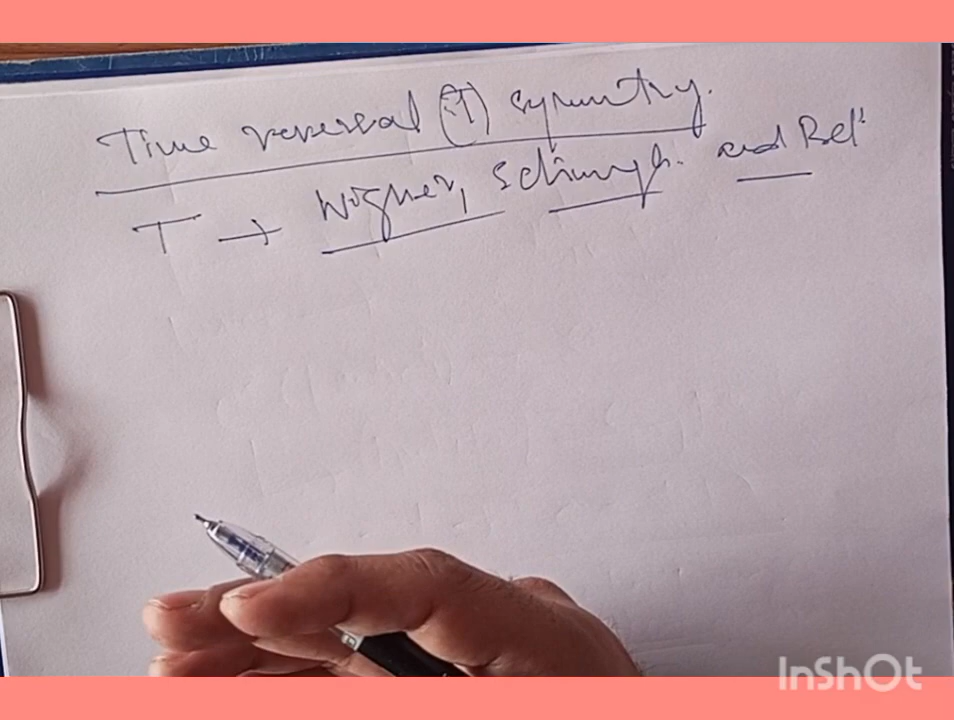 Time reversal (T) symmetry.
T → Wigner, Schwinger. and Bell
InShOt